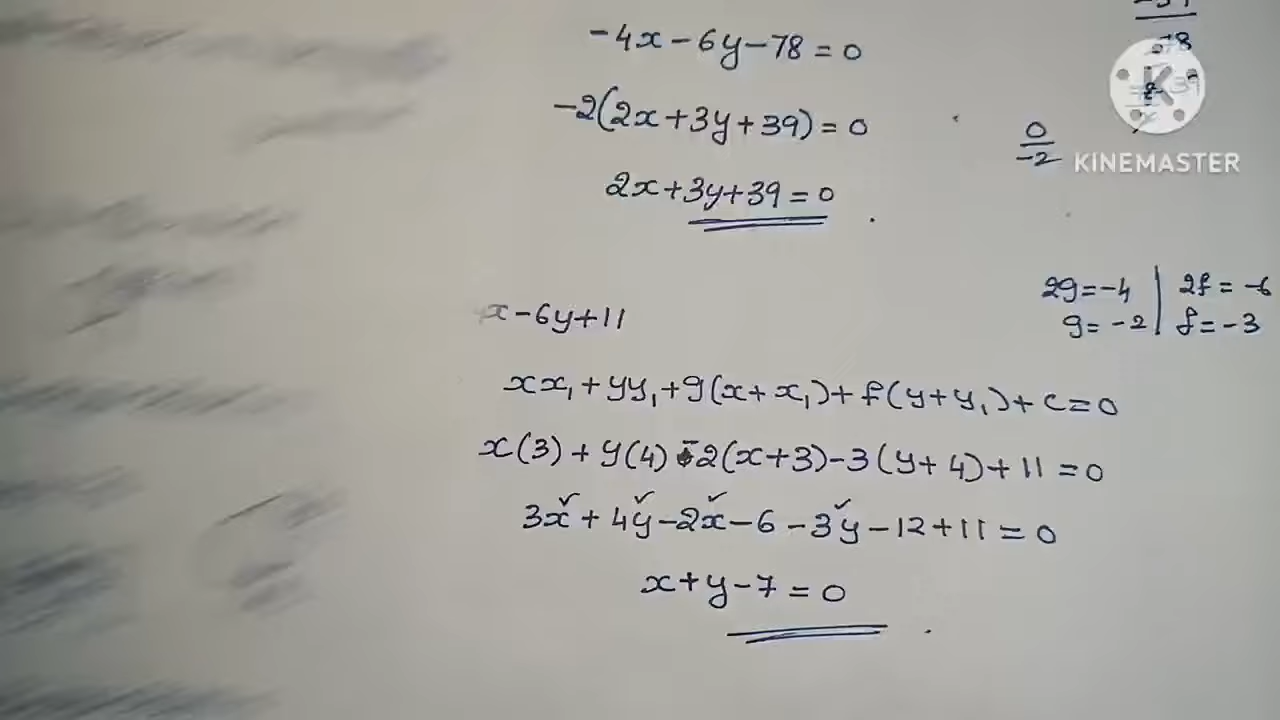 -4x-6y-78=0
-2(2x+3y+39)=0
2x+3y+39=0
0/-2
78
KINEMASTER
2g=-4 | 2f=-6
g=-2 | f=-3
x-6y+11
xx₁+yy₁+g(x+x₁)+f(y+y₁)+c=0
x(3)+y(4)-2(x+3)-3(y+4)+11=0
3x+4y-2x-6-3y-12+11=0
x+y-7=0